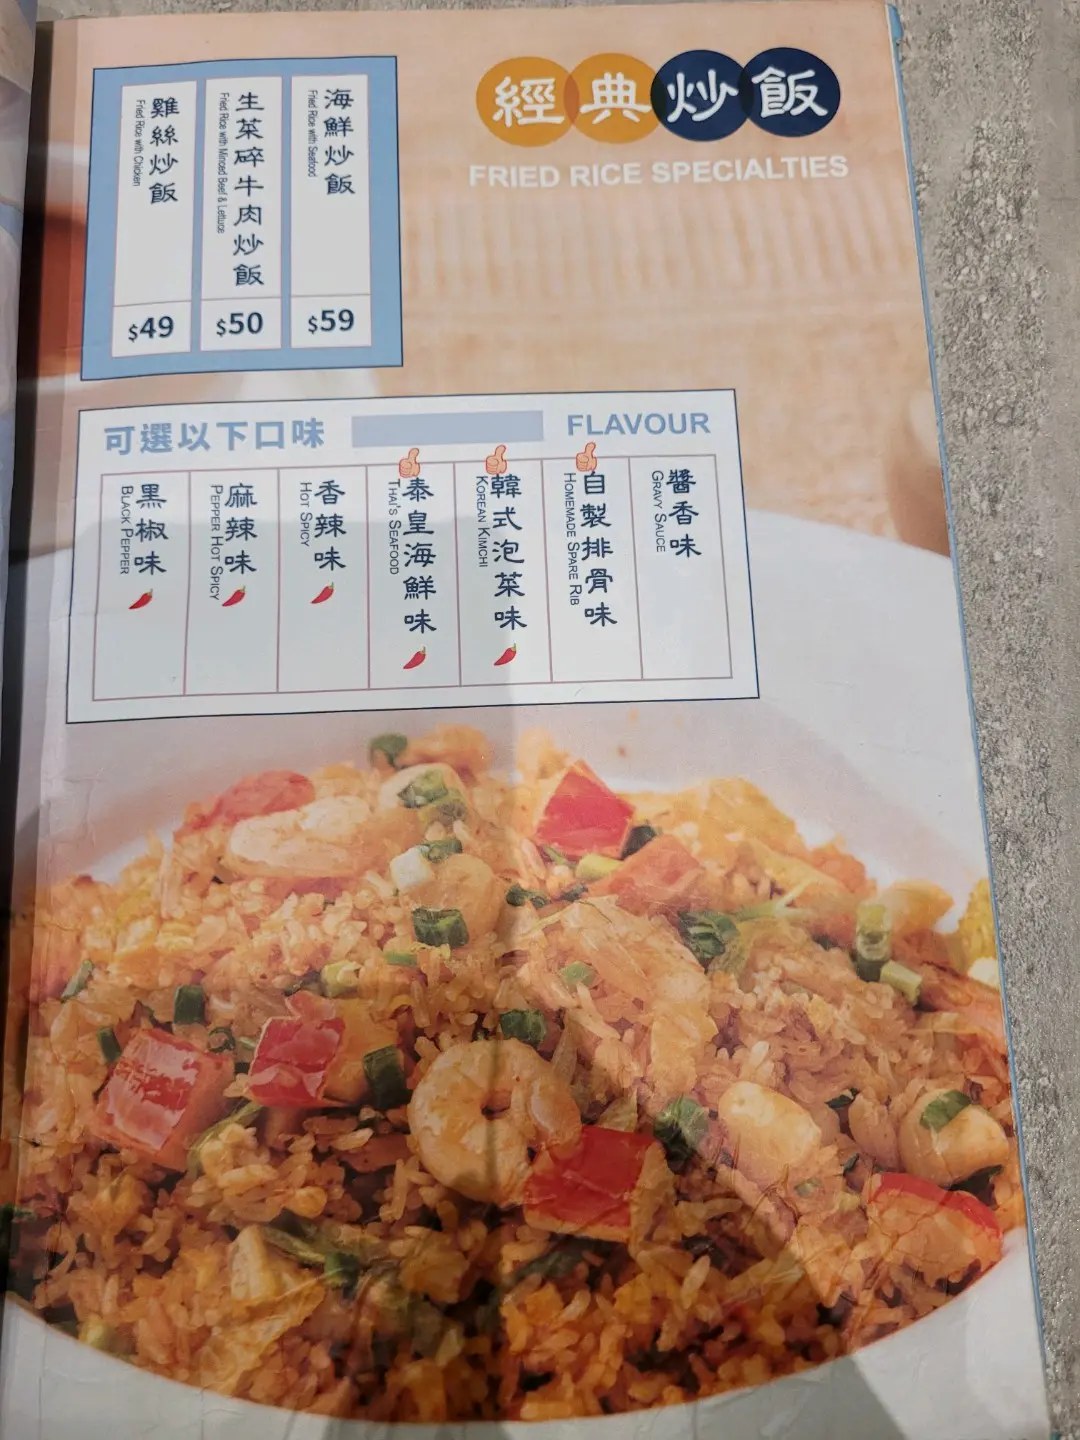 經典炒飯
FRIED RICE SPECIALTIES
海鮮炒飯
Fried Rice with Seafood
$59
生菜碎牛肉炒飯
Fried Rice with Minced Beef & Lettuce
$50
雞絲炒飯
Fried Rice with Chicken
$49
可選以下口味
FLAVOUR
醬香味
GRAVY SAUCE
自製排骨味
HOMEMADE SPARE RIB
韓式泡菜味
KOREAN KIMCHI
泰皇海鮮味
THAI'S SEAFOOD
香辣味
HOT SPICY
麻辣味
PEPPER HOT SPICY
黑椒味
BLACK PEPPER